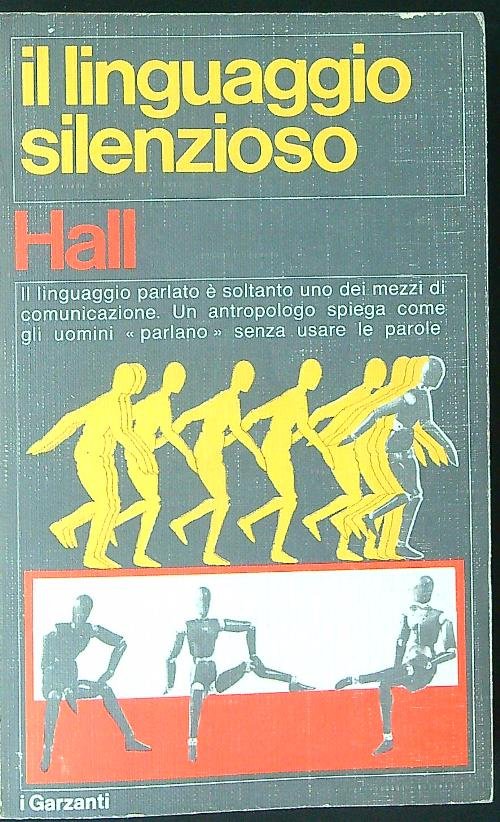 il linguaggio
silenzioso
Hall
Il linguaggio parlato è soltanto uno dei mezzi di
comunicazione. Un antropologo spiega come
gli uomini « parlano » senza usare le parole
i Garzanti